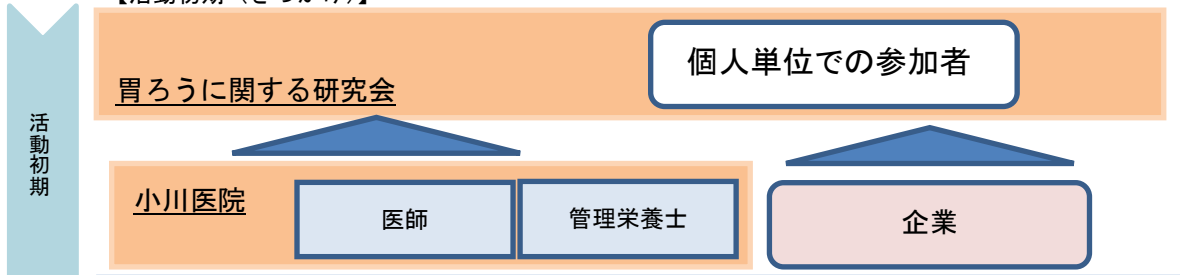 個人単位での参加者
胃ろうに関する研究会
活動初期
小川医院
医師
管理栄養士
企業